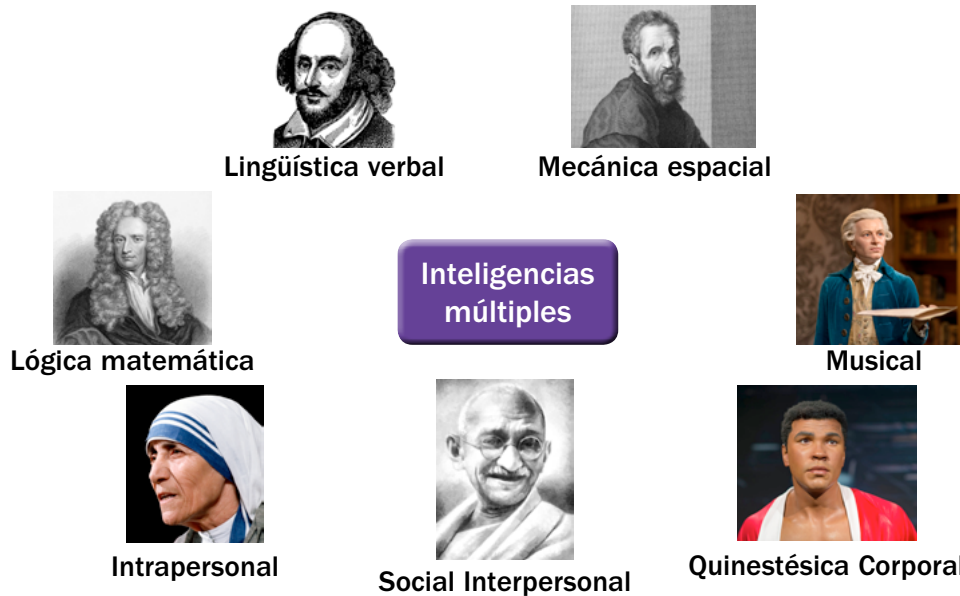 Lingüística verbal
Mecánica espacial
Inteligencias
múltiples
Lógica matemática
Musical
Intrapersonal
Social Interpersonal
Quinestésica Corporal